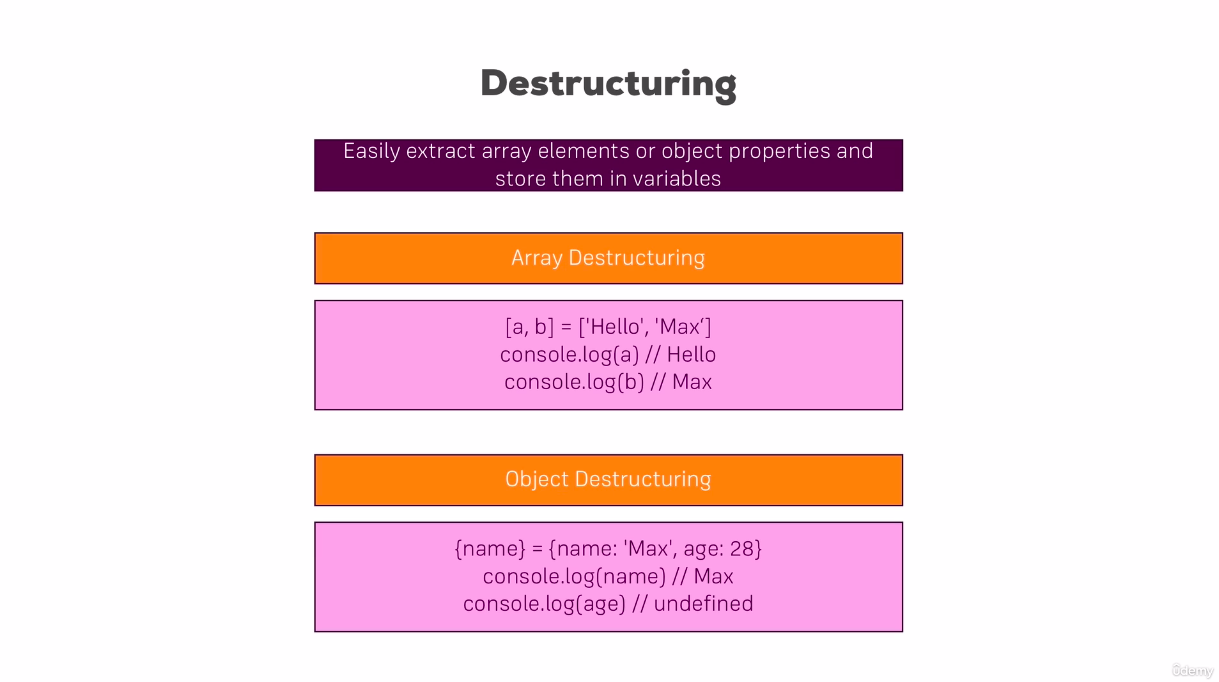 Destructuring
Easily extract array elements or object properties and
store them in variables
Array Destructuring
[a, b] = ['Hello', 'Max‘]
console.log(a) // Hello
console.log(b) // Max
Object Destructuring
{name} = {name: 'Max', age: 28}
console.log(name) // Max
console.log(age) // undefined
ûdemy